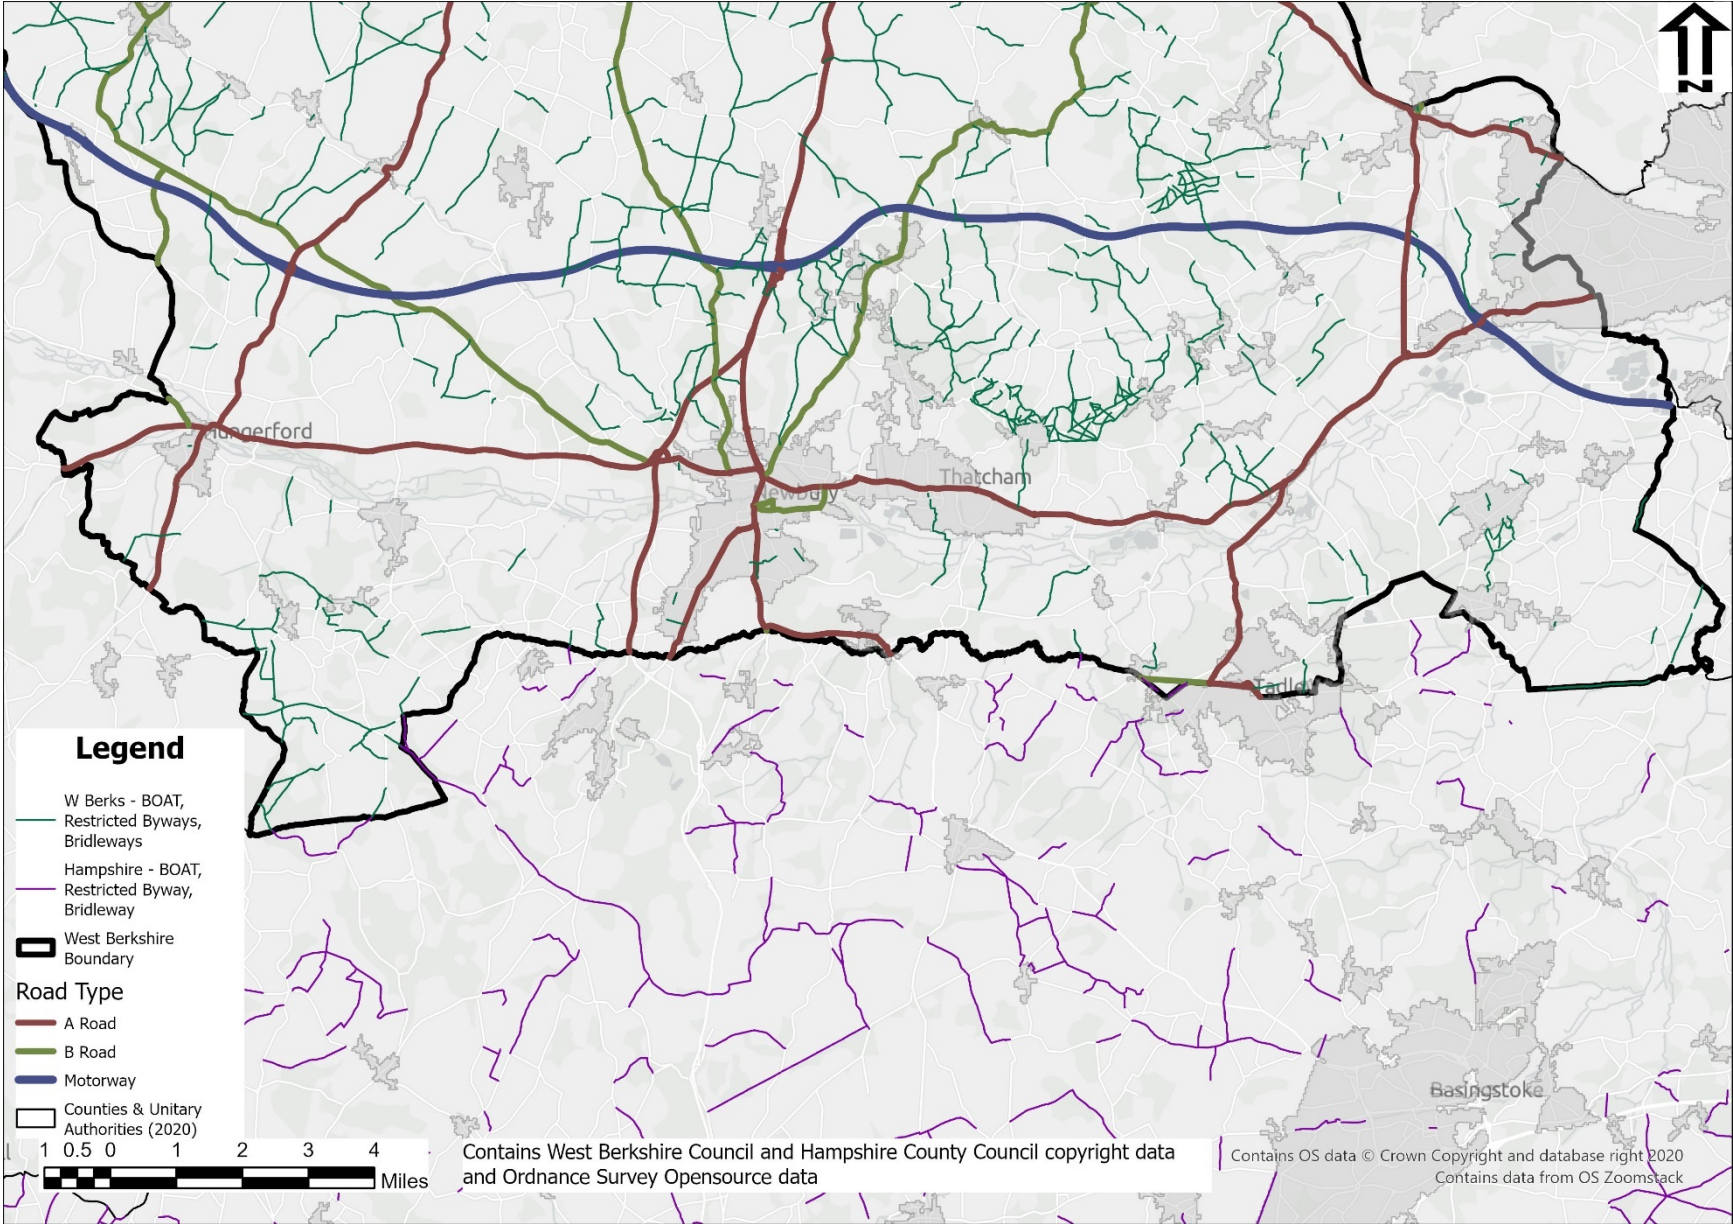 N
Hungerford
Newbury
Thatcham
Tadley
Basingstoke
Legend
W Berks - BOAT,
Restricted Byways,
Bridleways
Hampshire - BOAT,
Restricted Byway,
Bridleway
West Berkshire
Boundary
Road Type
A Road
B Road
Motorway
Counties & Unitary
Authorities (2020)
1 0.5 0 1 2 3 4
Miles
Contains West Berkshire Council and Hampshire County Council copyright data
and Ordnance Survey Opensource data
Contains OS data © Crown Copyright and database right 2020
Contains data from OS Zoomstack